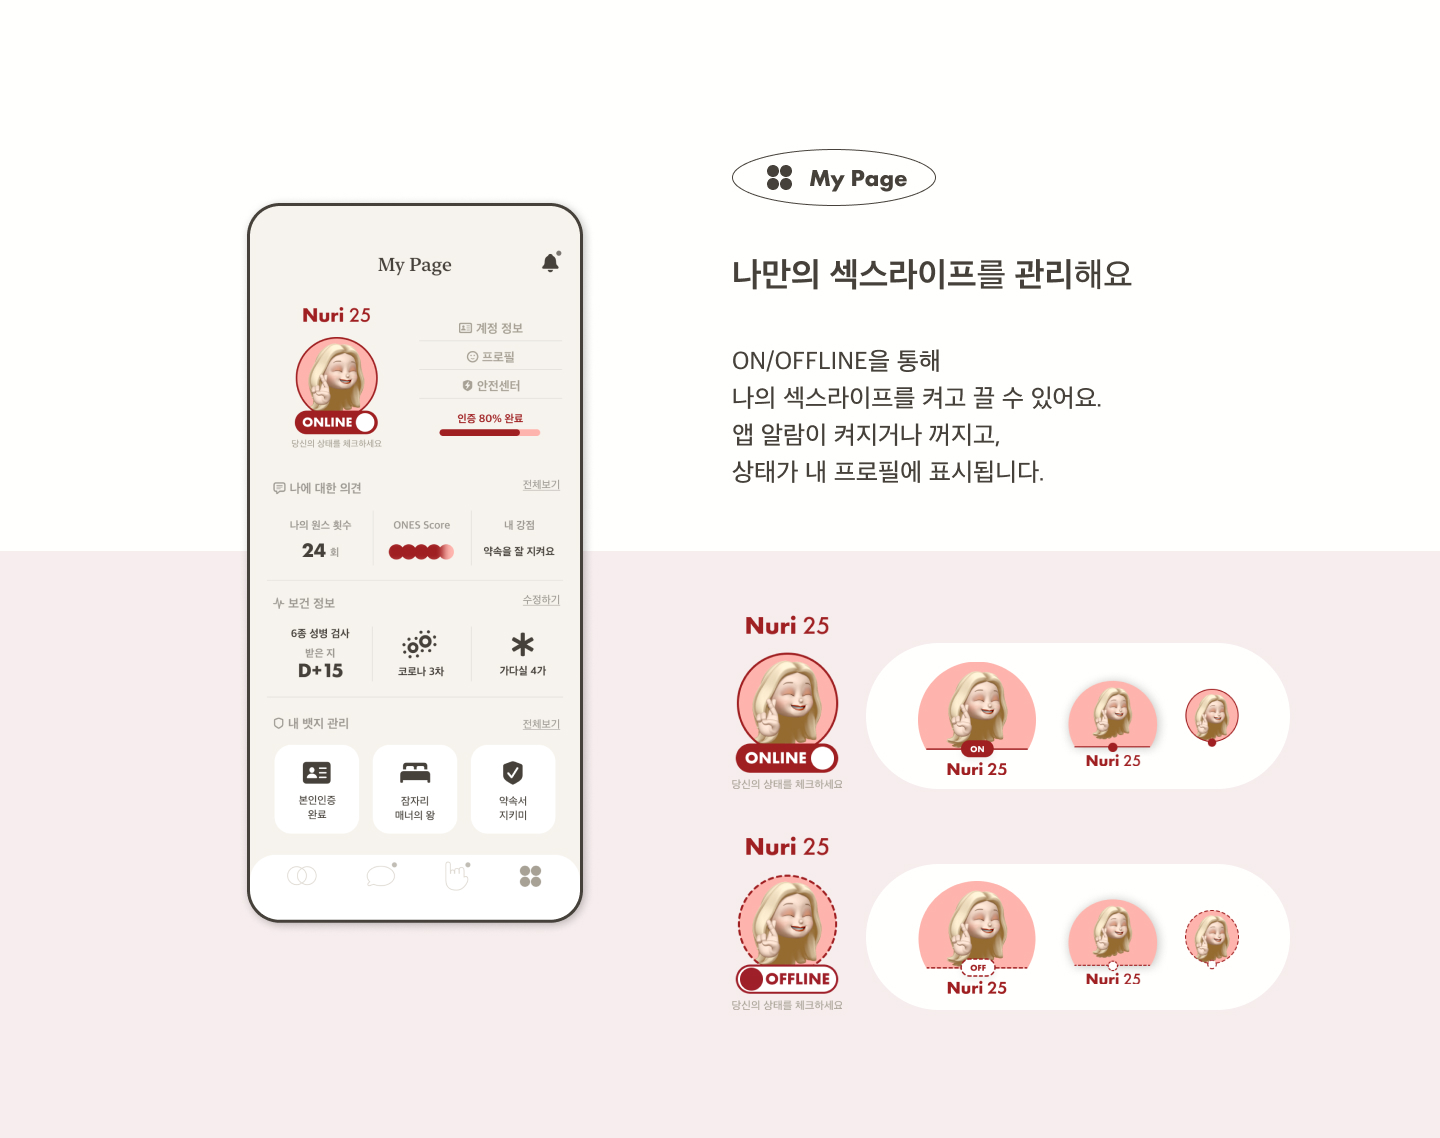 My Page
Nuri 25
ONLINE
당신의 상태를 체크하세요
계정 정보
프로필
안전센터
인증 80% 완료
나에 대한 의견
전체보기
나의 원스 횟수
24 회
ONES Score
내 강점
약속을 잘 지켜요
보건 정보
수정하기
6종 성병 검사
받은 지
D+15
코로나 3차
가다실 4가
내 뱃지 관리
전체보기
본인인증
완료
잠자리
매너의 왕
약속서
지키미
My Page
나만의 섹스라이프를 관리해요
ON/OFFLINE을 통해
나의 섹스라이프를 켜고 끌 수 있어요.
앱 알람이 켜지거나 꺼지고,
상태가 내 프로필에 표시됩니다.
Nuri 25
ONLINE
당신의 상태를 체크하세요
ON
Nuri 25
Nuri 25
Nuri 25
OFFLINE
당신의 상태를 체크하세요
OFF
Nuri 25
Nuri 25